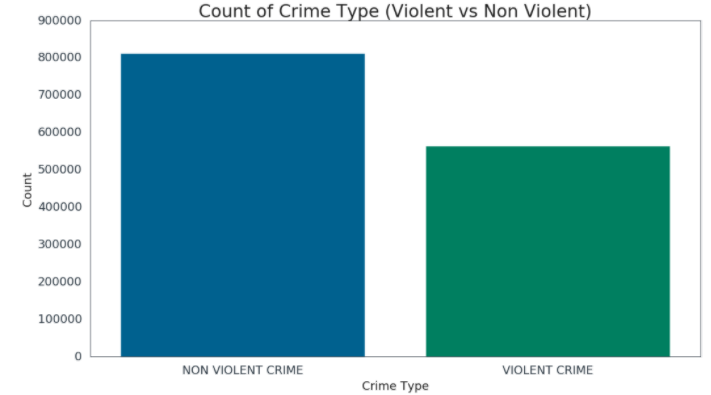 Count of Crime Type (Violent vs Non Violent)
900000
800000
700000
600000
500000
400000
300000
200000
100000
0
Count
NON VIOLENT CRIME
VIOLENT CRIME
Crime Type